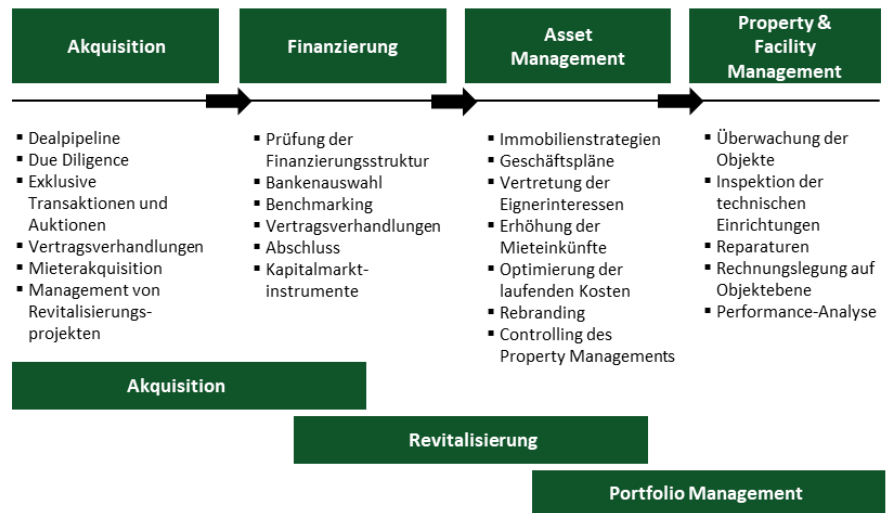 Akquisition
Finanzierung
Asset
Management
Property &
Facility
Management
▪ Dealpipeline
▪ Due Diligence
▪ Exklusive
Transaktionen und
Auktionen
▪ Vertragsverhandlungen
▪ Mieterakquisition
▪ Management von
Revitalisierungs-
projekten
▪ Prüfung der
Finanzierungsstruktur
▪ Bankenauswahl
▪ Benchmarking
▪ Vertragsverhandlungen
▪ Abschluss
▪ Kapitalmarkt-
instrumente
▪ Immobilienstrategien
▪ Geschäftspläne
▪ Vertretung der
Eignerinteressen
▪ Erhöhung der
Mieteinkünfte
▪ Optimierung der
laufenden Kosten
▪ Rebranding
▪ Controlling des
Property Managements
▪ Überwachung der
Objekte
▪ Inspektion der
technischen
Einrichtungen
▪ Reparaturen
▪ Rechnungslegung auf
Objektebene
▪ Performance-Analyse
Akquisition
Revitalisierung
Portfolio Management